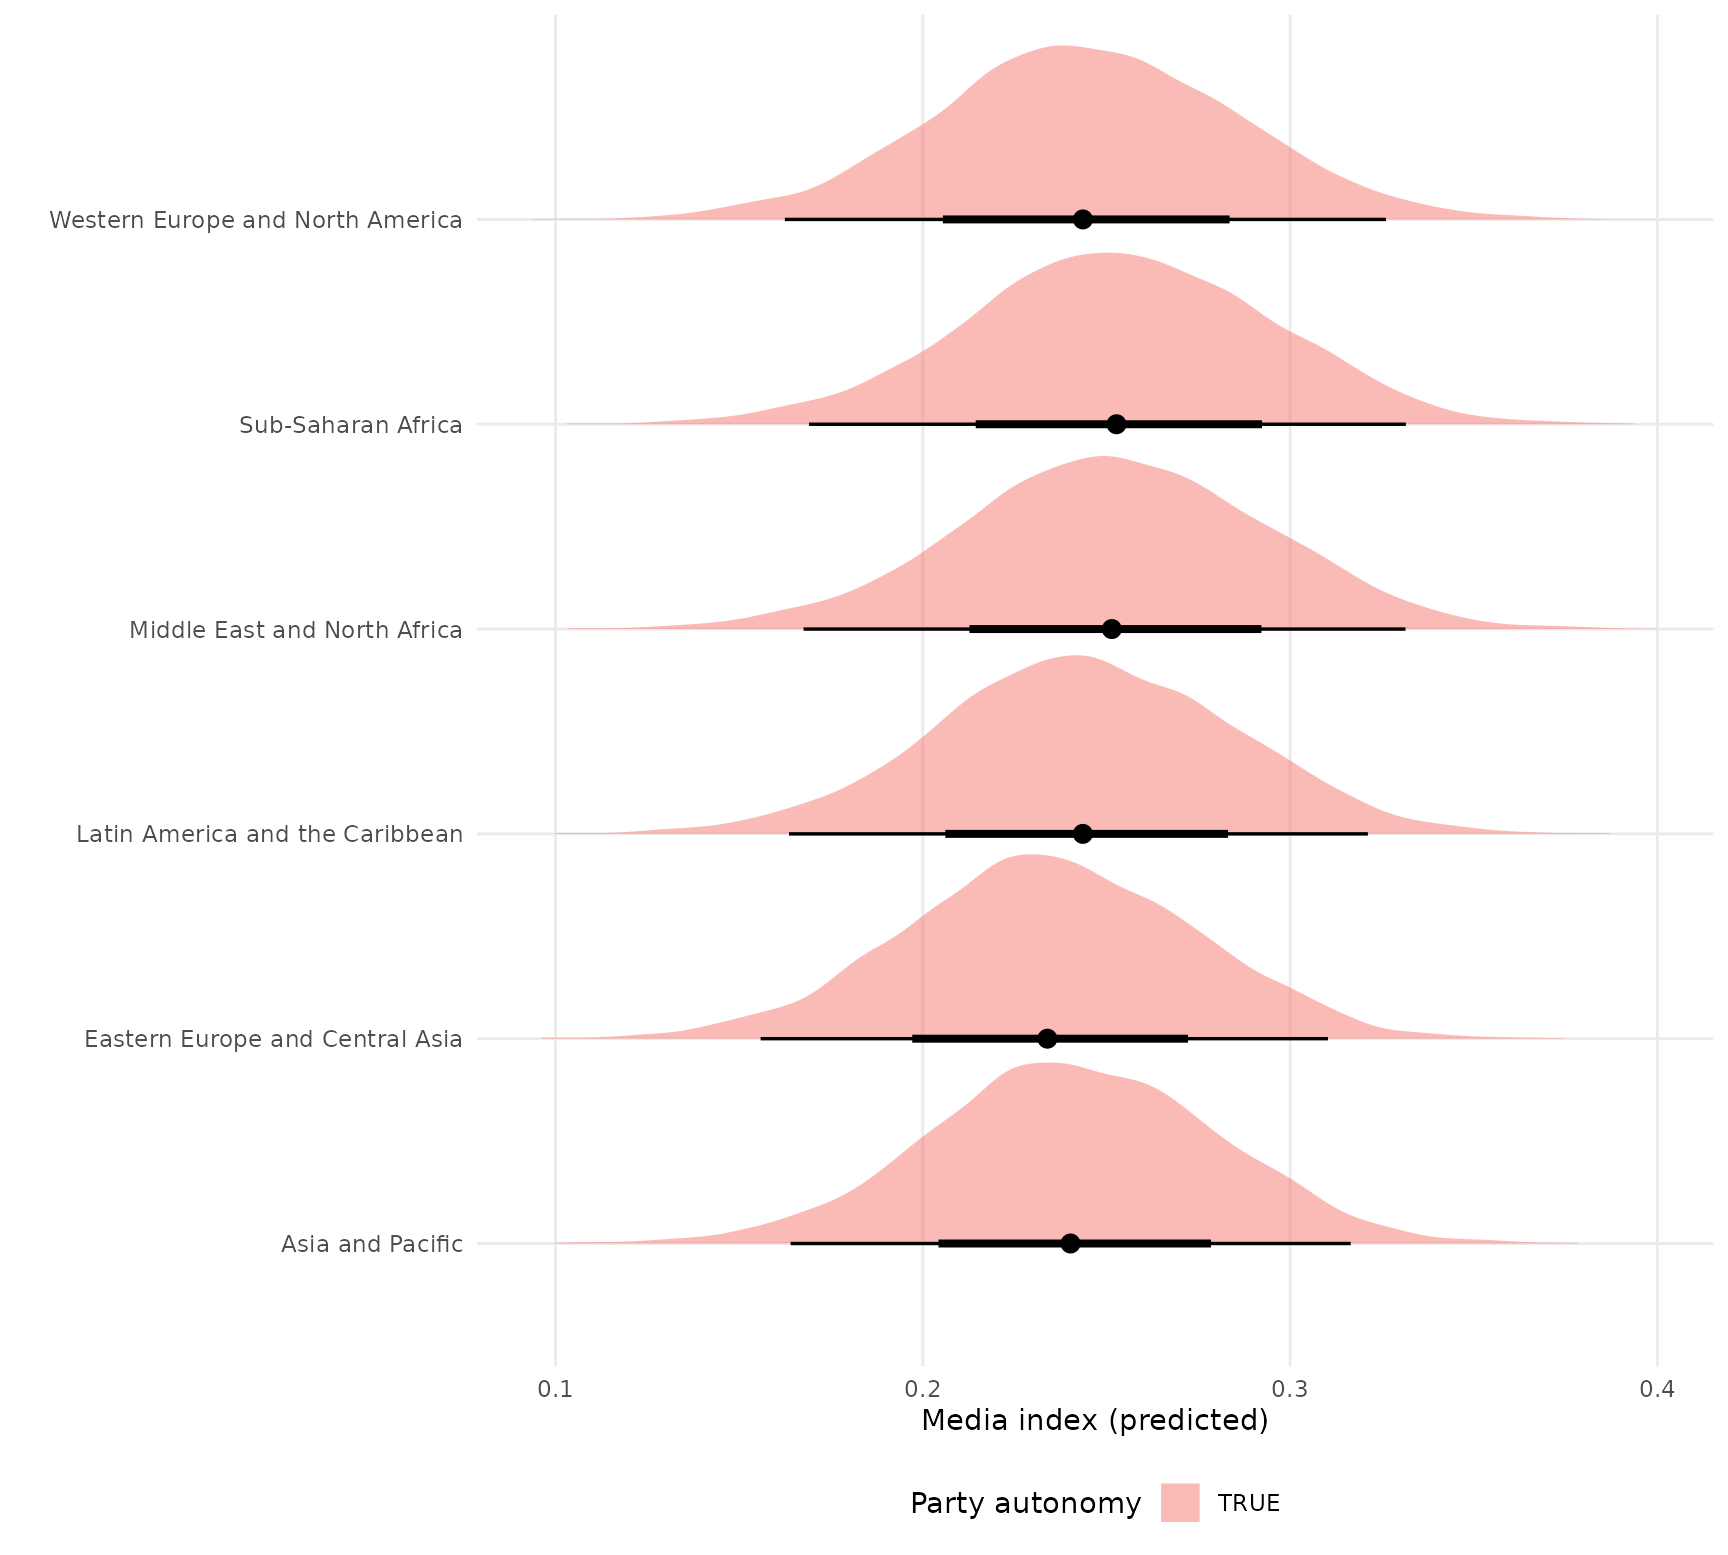 Western Europe and North America
Sub-Saharan Africa
Middle East and North Africa
Latin America and the Caribbean
Eastern Europe and Central Asia
Asia and Pacific
0.1 0.2 0.3 0.4
Media index (predicted)
Party autonomy TRUE